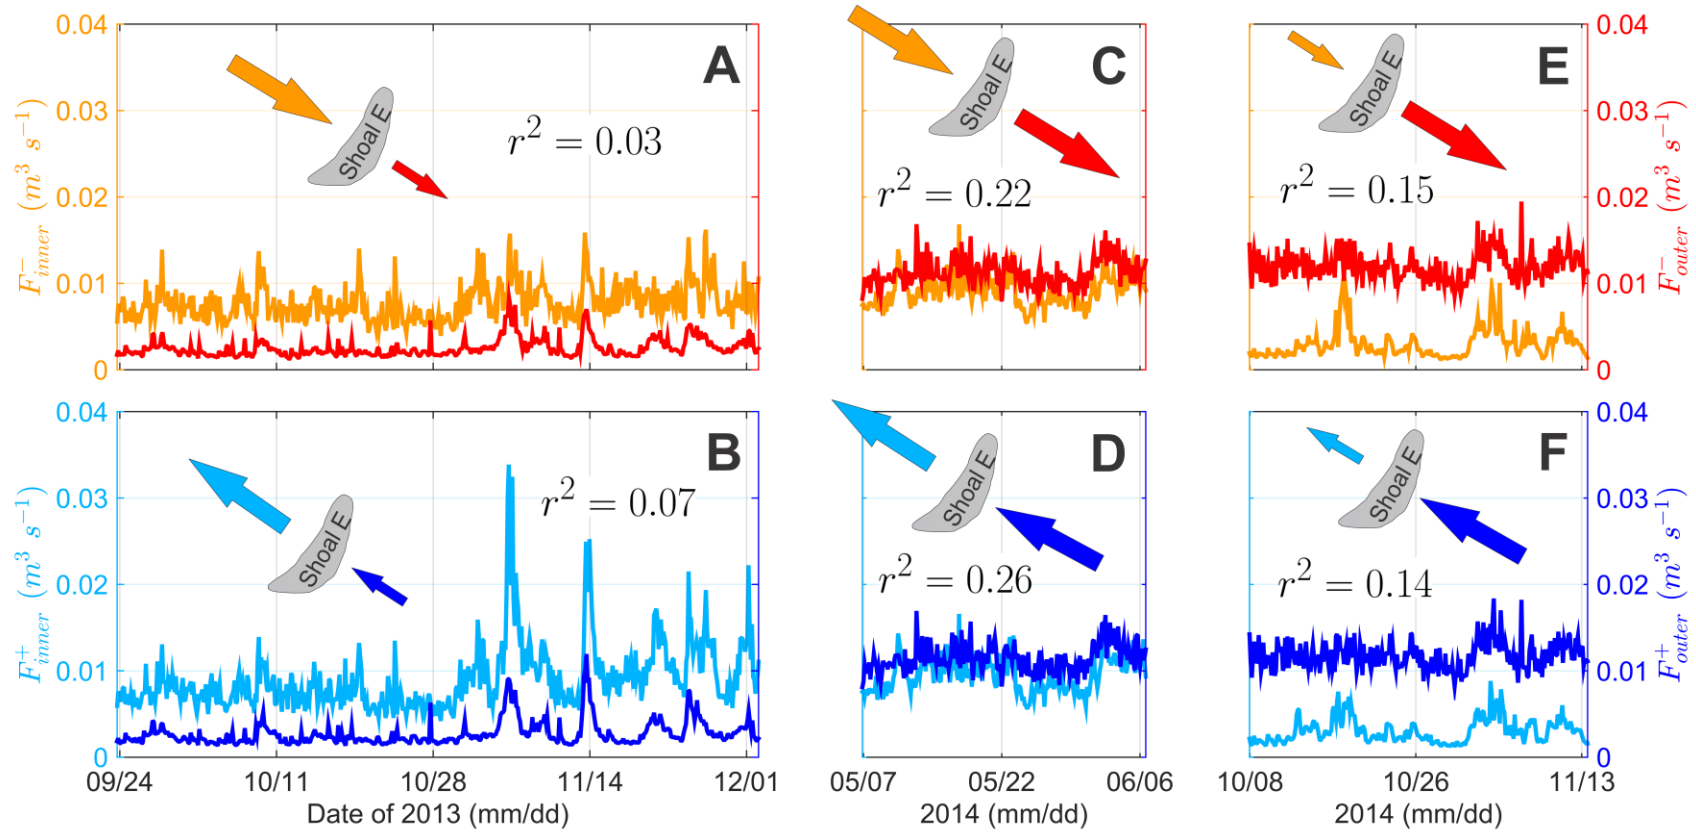 0.04
0.03
0.02
0.01
0
F⁻inner (m³ s⁻¹)
A
Shoal E
r² = 0.03
C
Shoal E
r² = 0.22
E
Shoal E
r² = 0.15
0.04
0.03
0.02
0.01
0
F⁻outer (m³ s⁻¹)
0.04
0.03
0.02
0.01
0
F⁺inner (m³ s⁻¹)
B
Shoal E
r² = 0.07
D
Shoal E
r² = 0.26
F
Shoal E
r² = 0.14
0.04
0.03
0.02
0.01
0
F⁺outer (m³ s⁻¹)
09/24 10/11 10/28 11/14 12/01
Date of 2013 (mm/dd)
05/07 05/22 06/06
2014 (mm/dd)
10/08 10/26 11/13
2014 (mm/dd)